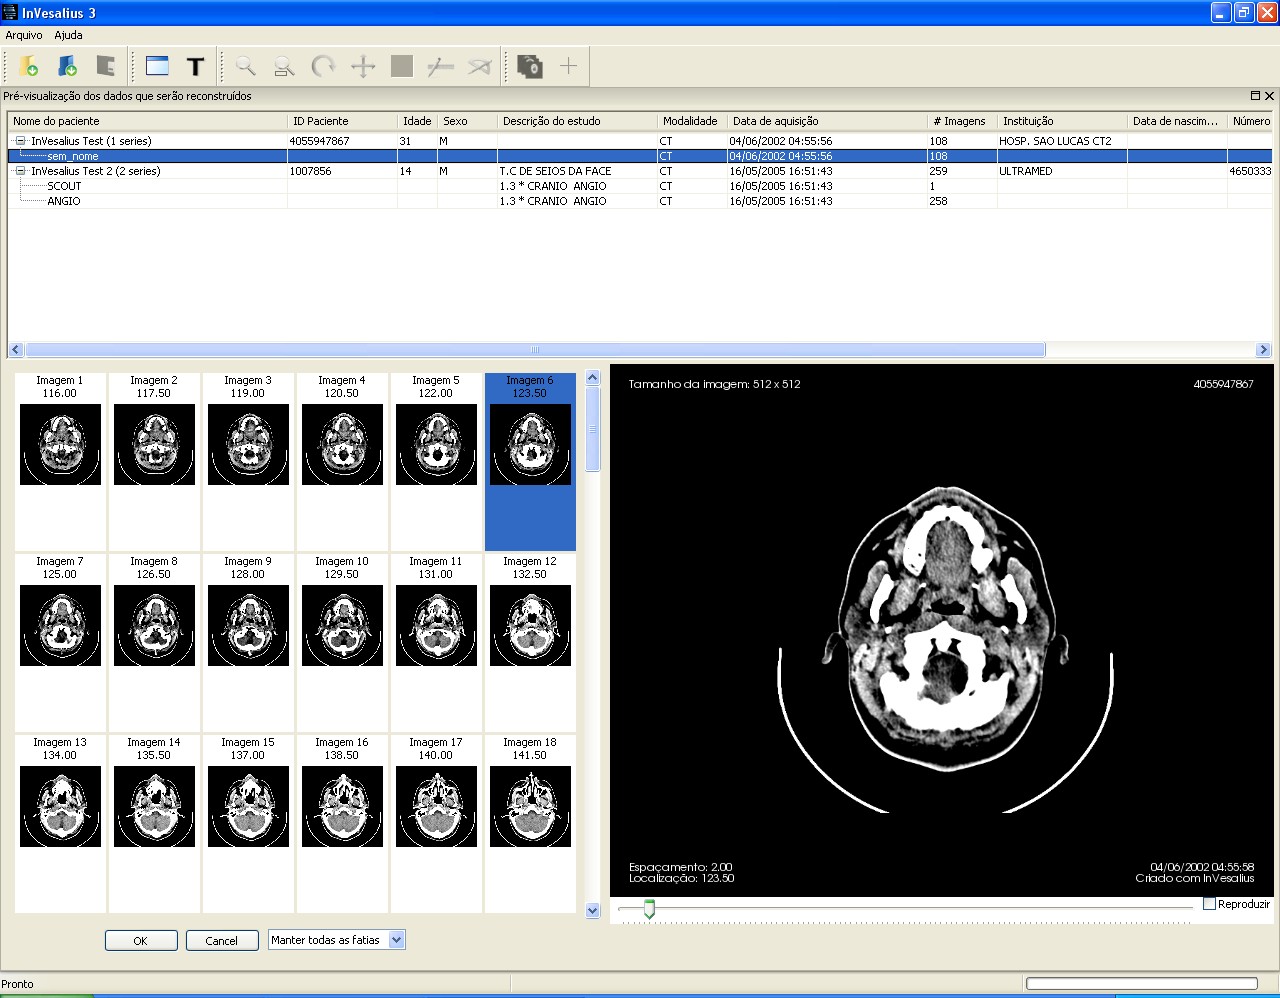 InVesalius 3
Arquivo Ajuda
T
Pré-visualização dos dados que serão reconstruídos
Nome do paciente ID Paciente Idade Sexo Descrição do estudo Modalidade Data de aquisição # Imagens Instituição Data de nascim... Número
InVesalius Test (1 series) 4055947867 31 M CT 04/06/2002 04:55:56 108 HOSP. SAO LUCAS CT2
sem_nome CT 04/06/2002 04:55:56 108
InVesalius Test 2 (2 series) 1007856 14 M T.C DE SEIOS DA FACE CT 16/05/2005 16:51:43 259 ULTRAMED 4650333
SCOUT 1.3 * CRANIO ANGIO CT 16/05/2005 16:51:43 1
ANGIO 1.3 * CRANIO ANGIO CT 16/05/2005 16:51:43 258
Imagem 1 Imagem 2 Imagem 3 Imagem 4 Imagem 5 Imagem 6
116.00 117.50 119.00 120.50 122.00 123.50
Imagem 7 Imagem 8 Imagem 9 Imagem 10 Imagem 11 Imagem 12
125.00 126.50 128.00 129.50 131.00 132.50
Imagem 13 Imagem 14 Imagem 15 Imagem 16 Imagem 17 Imagem 18
134.00 135.50 137.00 138.50 140.00 141.50
Tamanho da imagem: 512 x 512 4055947867
Espaçamento: 2.00 04/06/2002 04:55:58
Localização: 123.50 Criado com InVesalius
Reproduzir
OK Cancel Manter todas as fatias
Pronto